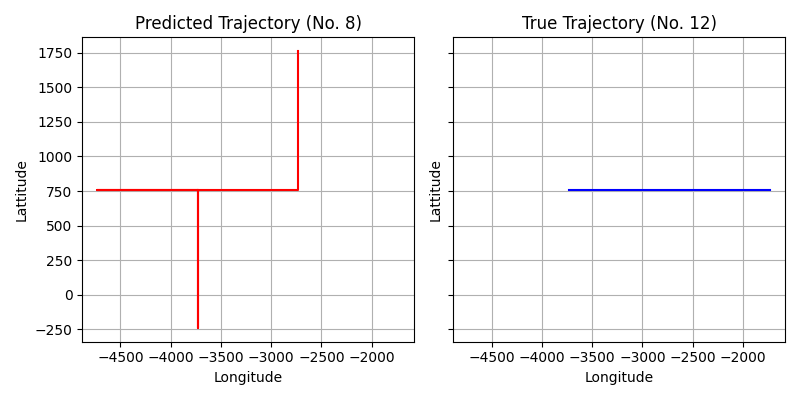 Predicted Trajectory (No. 8)
True Trajectory (No. 12)
Lattitude
1750
1500
1250
1000
750
500
250
0
−250
−4500 −4000 −3500 −3000 −2500 −2000
Longitude
Lattitude
−4500 −4000 −3500 −3000 −2500 −2000
Longitude